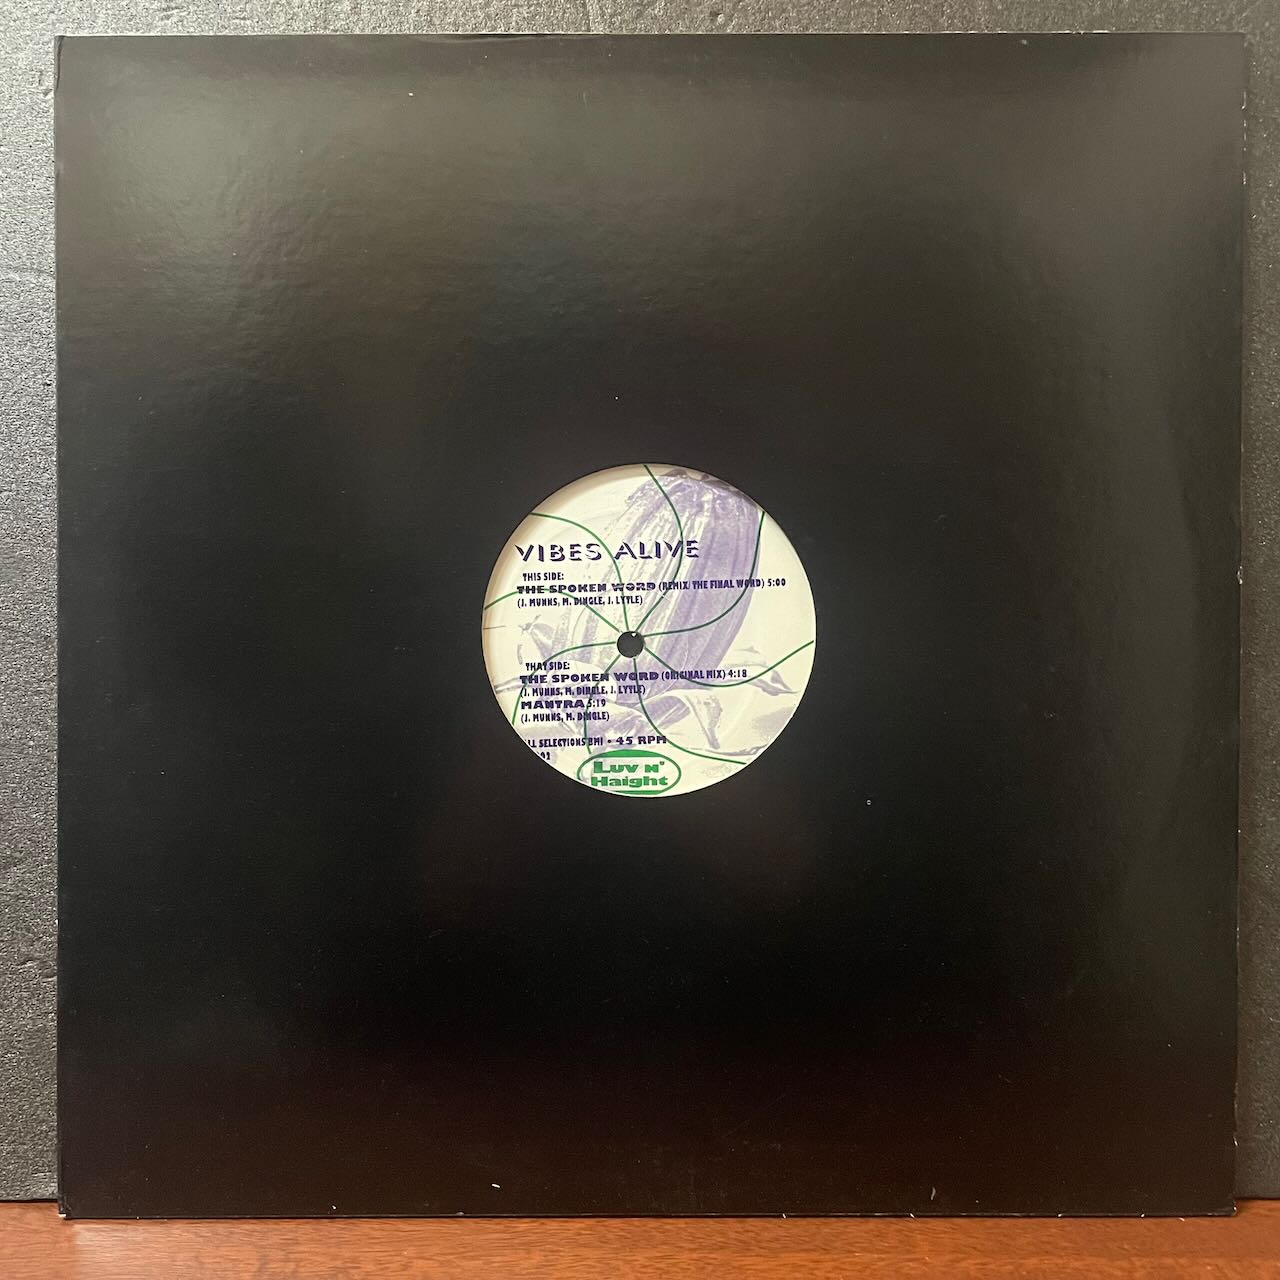 VIBES ALIVE
THIS SIDE:
THE SPOKEN WORD (REMIX/THE FINAL WORD) 5:00
(J. MUNNS, M. DINGLE, J. LYTLE)
THAT SIDE:
THE SPOKEN WORD (ORIGINAL MIX) 4:18
(J. MUNNS, M. DINGLE, J. LYTLE)
MANTRA 5:19
(J. MUNNS, M. DINGLE)
LL SELECTIONS BMI • 45 RPM
LUV N'
Haight